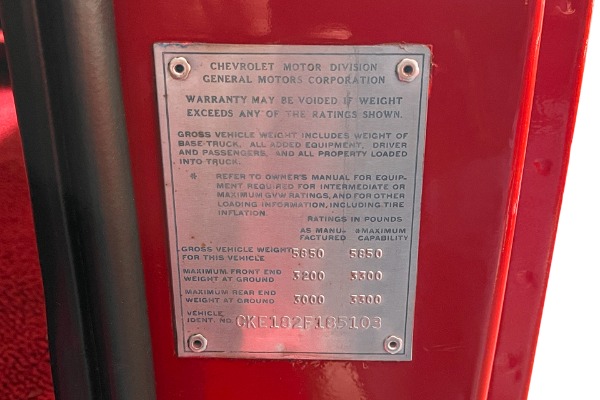 CHEVROLET MOTOR DIVISION
GENERAL MOTORS CORPORATION
WARRANTY MAY BE VOIDED IF WEIGHT
EXCEEDS ANY OF THE RATINGS SHOWN.
GROSS VEHICLE WEIGHT INCLUDES WEIGHT OF
BASE TRUCK, ALL ADDED EQUIPMENT, DRIVER
AND PASSENGERS, AND ALL PROPERTY LOADED
INTO TRUCK.
* REFER TO OWNER'S MANUAL FOR EQUIP-
MENT REQUIRED FOR INTERMEDIATE OR
MAXIMUM GVW RATINGS, AND FOR OTHER
LOADING INFORMATION, INCLUDING TIRE
INFLATION.
RATINGS IN POUNDS
AS MANU- *MAXIMUM
FACTURED CAPABILITY
GROSS VEHICLE WEIGHT
FOR THIS VEHICLE 5850 5850
MAXIMUM FRONT END
WEIGHT AT GROUND 3200 3300
MAXIMUM REAR END
WEIGHT AT GROUND 3000 3300
VEHICLE
IDENT. NO. CKE182F185103